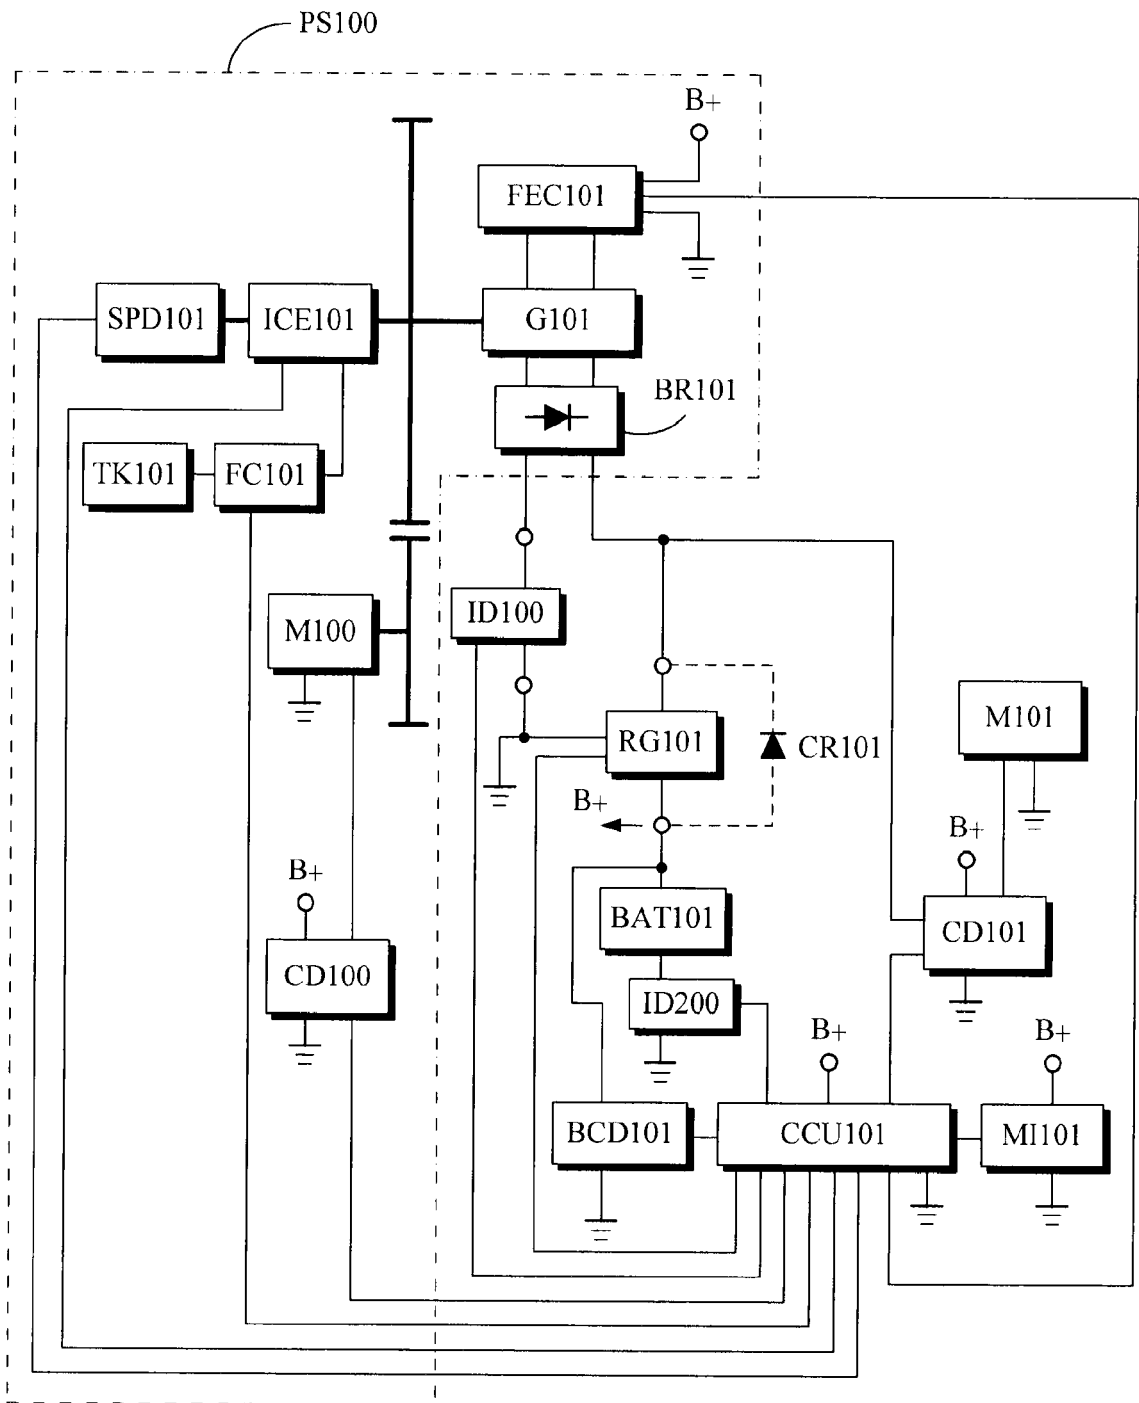 PS100
B+
FEC101
SPD101
ICE101
G101
BR101
TK101
FC101
ID100
M100
M101
RG101
CR101
B+
B+
B+
BAT101
CD101
CD100
ID200
B+
B+
BCD101
CCU101
MI101